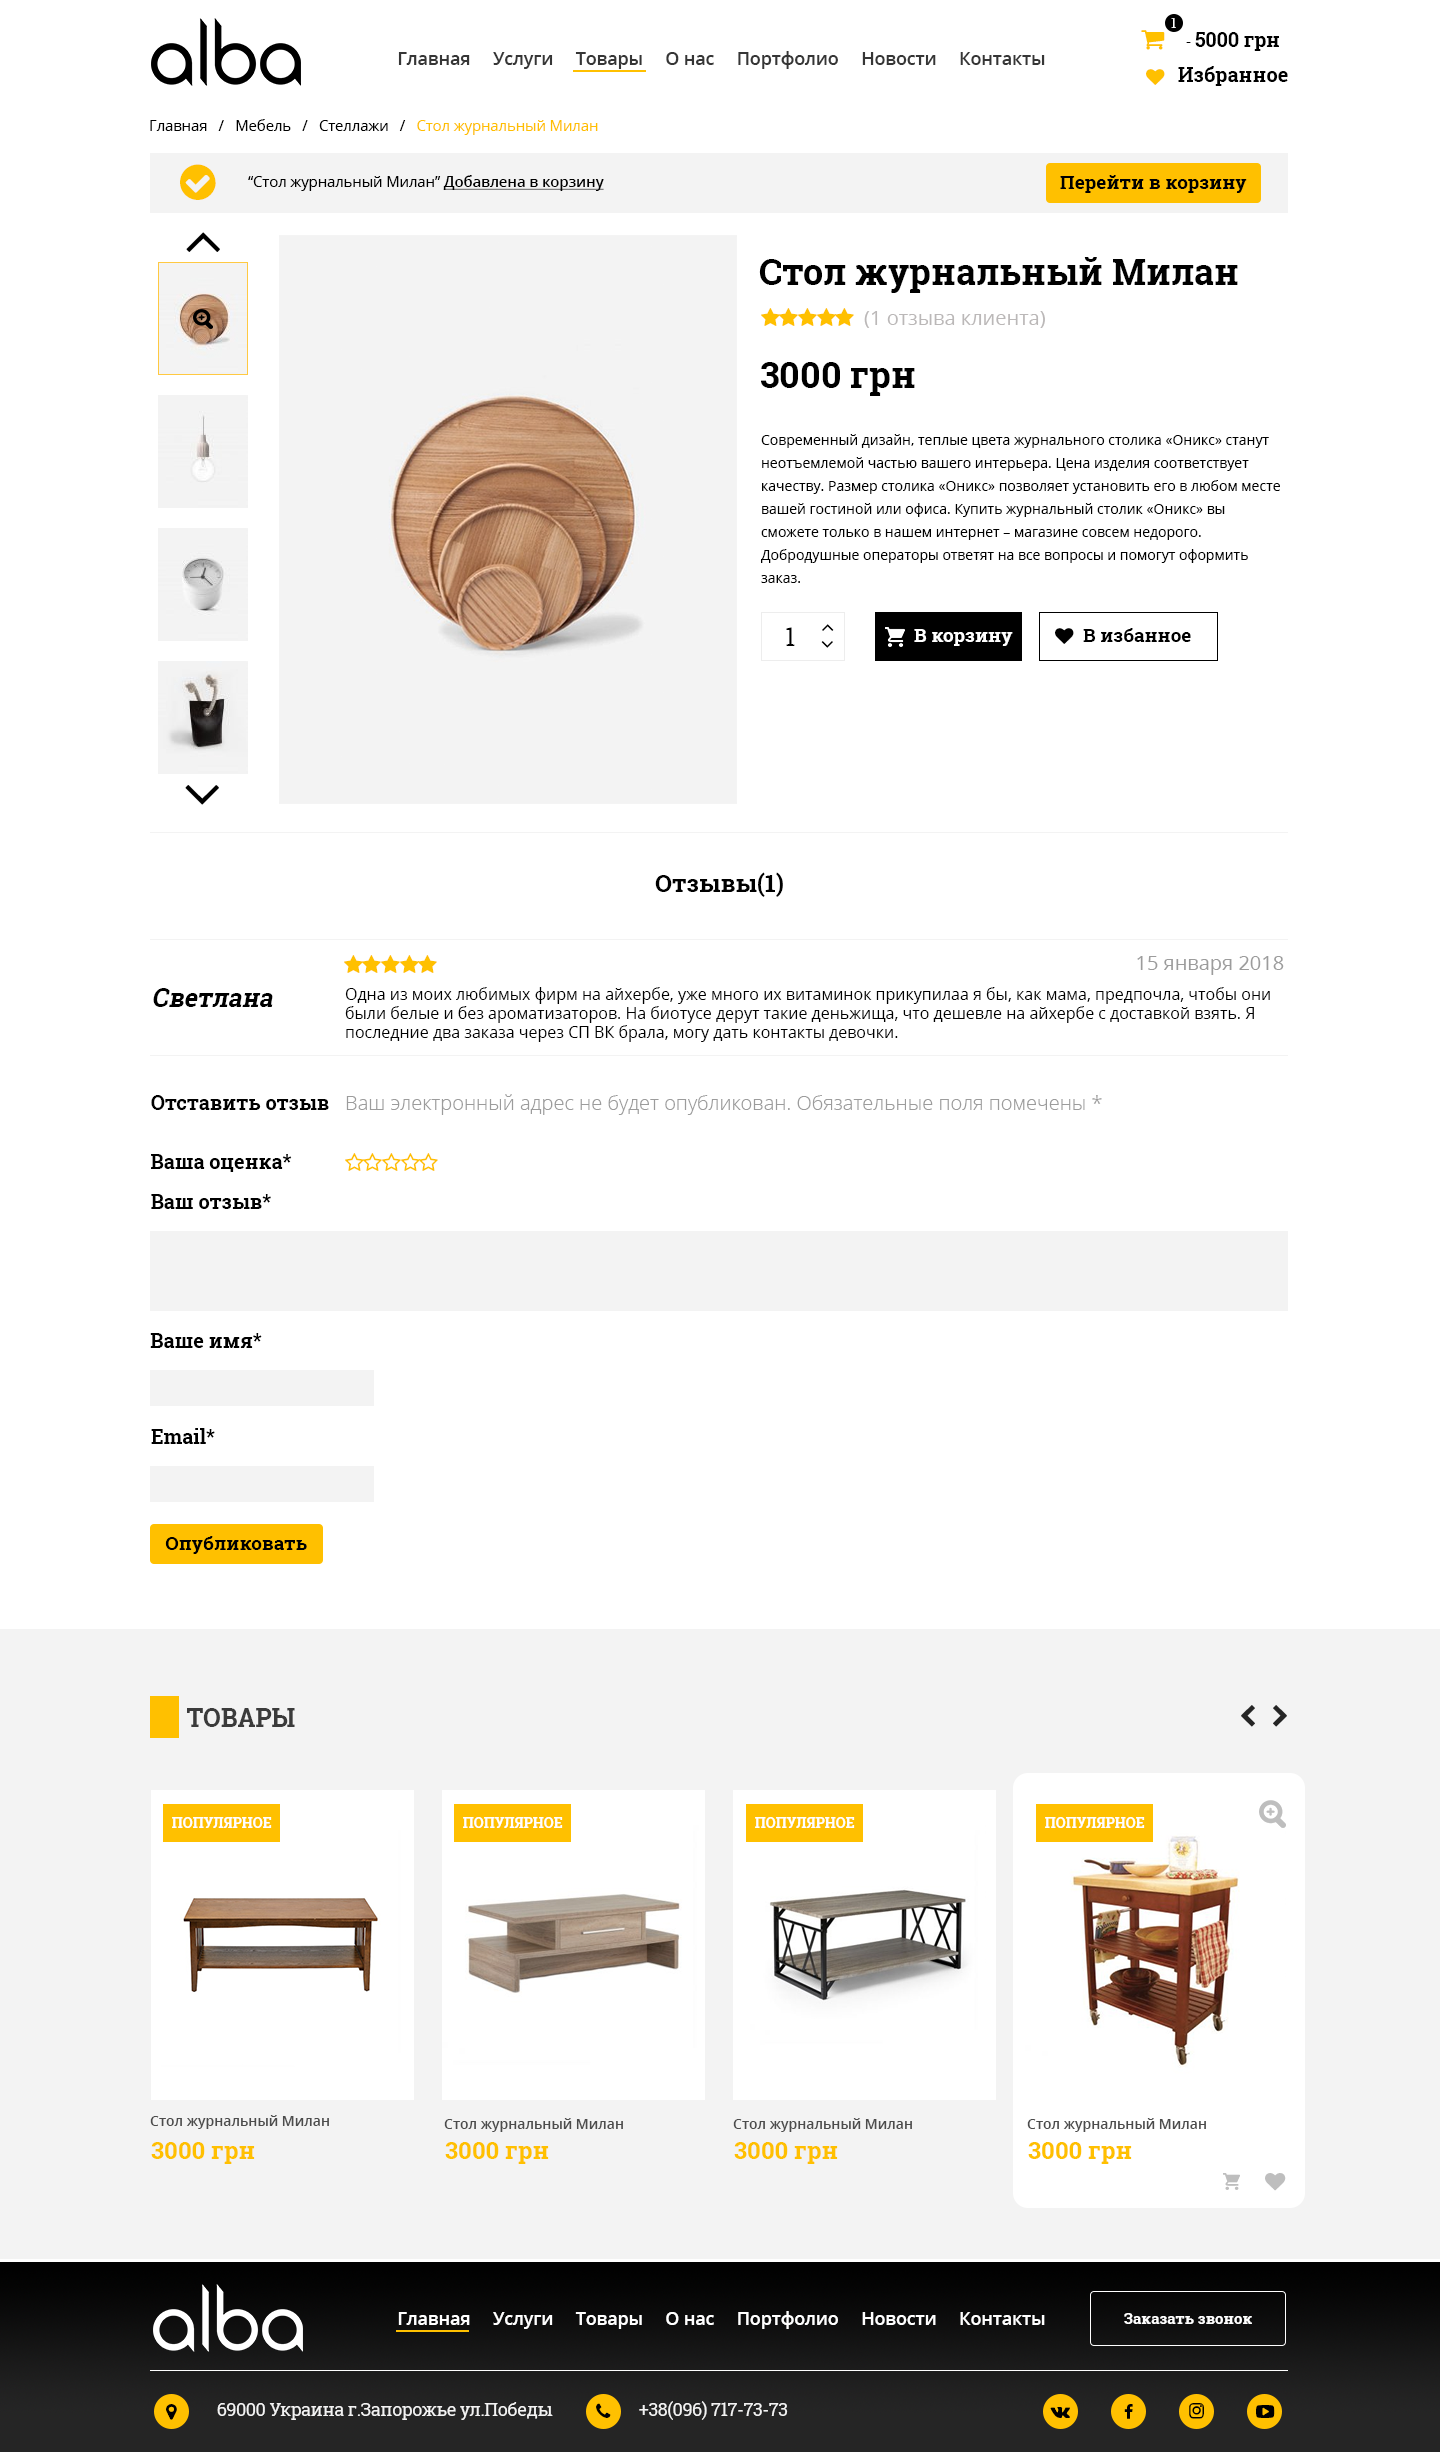 alba
Главная Услуги Товары О нас Портфолио Новости Контакты
1
- 5000 грн
Избранное
Главная / Мебель / Стеллажи / Стол журнальный Милан
“Стол журнальный Милан” Добавлена в корзину
Перейти в корзину
Стол журнальный Милан
(1 отзыва клиента)
3000 грн
Современный дизайн, теплые цвета журнального столика «Оникс» станут
неотъемлемой частью вашего интерьера. Цена изделия соответствует
качеству. Размер столика «Оникс» позволяет установить его в любом месте
вашей гостиной или офиса. Купить журнальный столик «Оникс» вы
сможете только в нашем интернет – магазине совсем недорого.
Добродушные операторы ответят на все вопросы и помогут оформить
заказ.
1
В корзину
В избанное
Отзывы(1)
15 января 2018
Светлана
Одна из моих любимых фирм на айхербе, уже много их витаминок прикупилаа я бы, как мама, предпочла, чтобы они
были белые и без ароматизаторов. На биотусе дерут такие деньжища, что дешевле на айхербе с доставкой взять. Я
последние два заказа через СП ВК брала, могу дать контакты девочки.
Отставить отзыв
Ваш электронный адрес не будет опубликован. Обязательные поля помечены *
Ваша оценка*
Ваш отзыв*
Ваше имя*
Email*
Опубликовать
ТОВАРЫ
ПОПУЛЯРНОЕ
ПОПУЛЯРНОЕ
ПОПУЛЯРНОЕ
ПОПУЛЯРНОЕ
Стол журнальный Милан
3000 грн
Стол журнальный Милан
3000 грн
Стол журнальный Милан
3000 грн
Стол журнальный Милан
3000 грн
alba
Главная Услуги Товары О нас Портфолио Новости Контакты
Заказать звонок
69000 Украина г.Запорожье ул.Победы
+38(096) 717-73-73